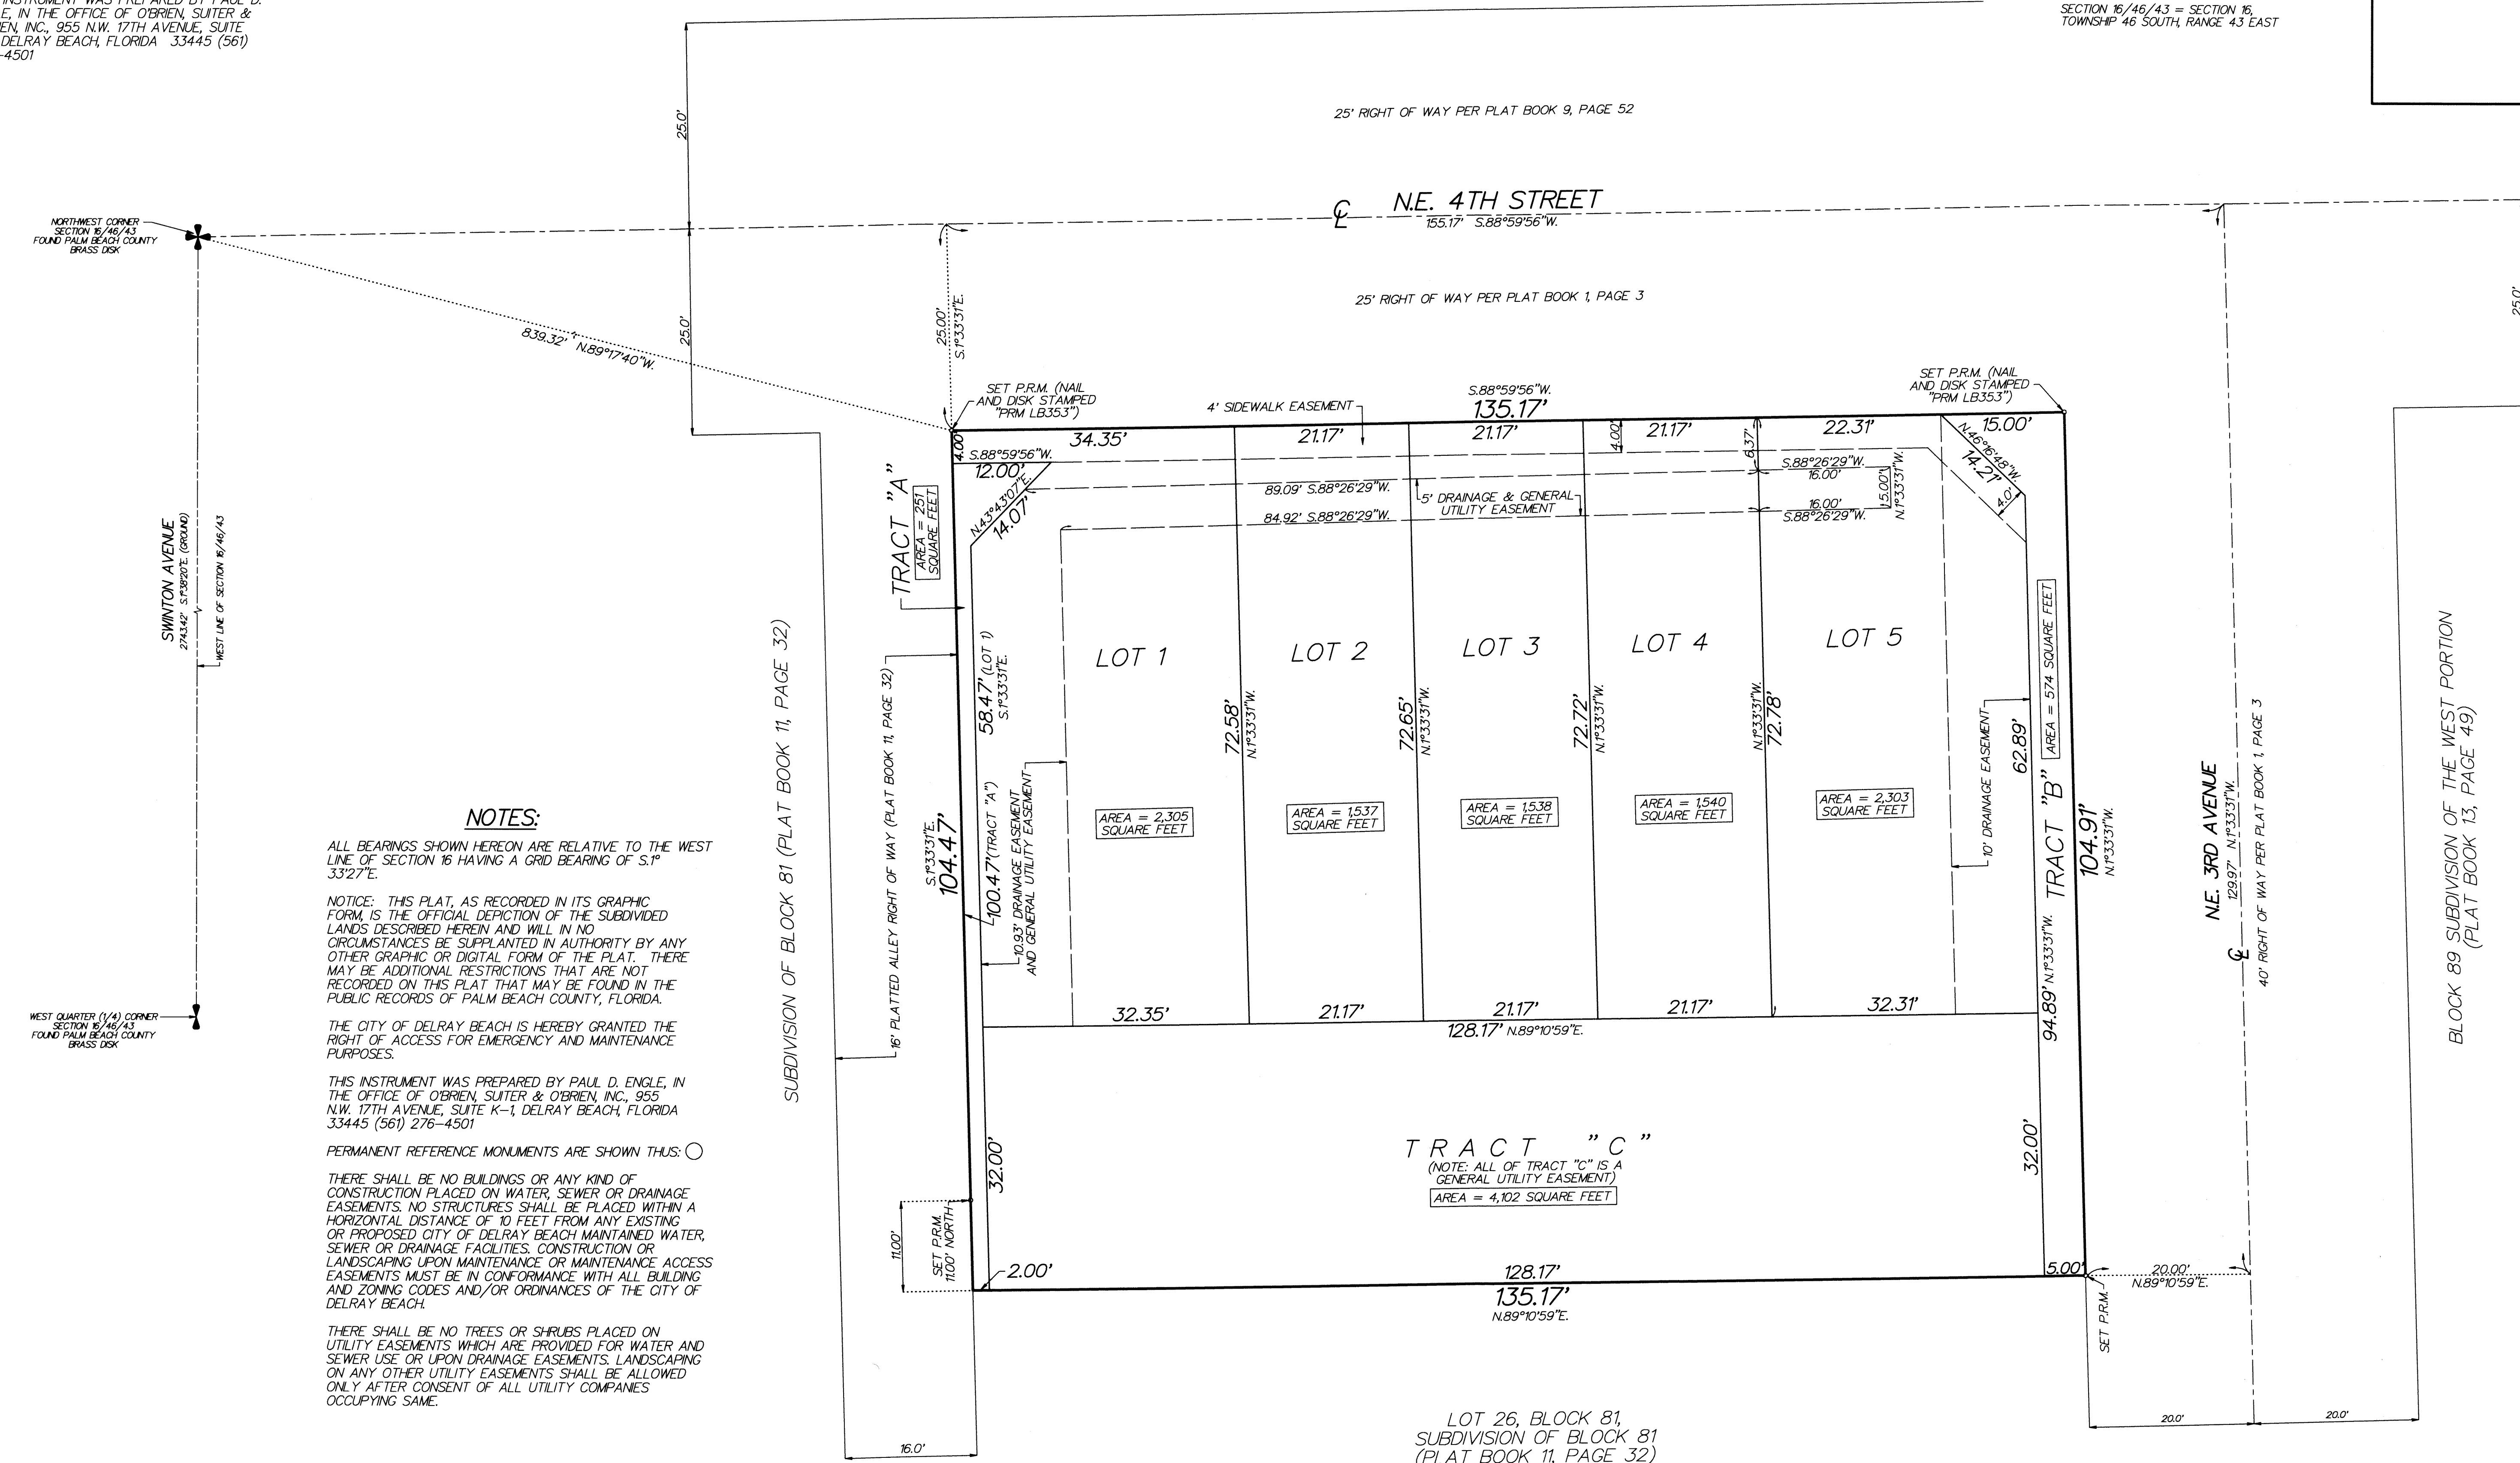 INSTRUMENT WAS PREPARED BY PAUL D.
E, IN THE OFFICE OF O'BRIEN, SUITER &
EN, INC., 955 N.W. 17TH AVENUE, SUITE
DELRAY BEACH, FLORIDA 33445 (561)
-4501
SECTION 16/46/43 = SECTION 16,
TOWNSHIP 46 SOUTH, RANGE 43 EAST
25.0'
25' RIGHT OF WAY PER PLAT BOOK 9, PAGE 52
N.E. 4TH STREET
155.17' S.88°59'56"W.
NORTHWEST CORNER
SECTION 16/46/43
FOUND PALM BEACH COUNTY
BRASS DISK
25' RIGHT OF WAY PER PLAT BOOK 1, PAGE 3
25.0'
25.0'
839.32' N.89°17'40"W.
25.00'
S.1°33'31"E.
SET P.R.M. (NAIL
AND DISK STAMPED
"PRM LB353")
4' SIDEWALK EASEMENT
S.88°59'56"W.
135.17'
SET P.R.M. (NAIL
AND DISK STAMPED
"PRM LB353")
34.35'
21.17'
21.17'
21.17'
22.31'
15.00'
4.00'
S.88°59'56"W.
12.00'
N.43°43'07"E.
14.07'
4.00'
6.37'
S.88°26'29"W.
16.00'
5.00'
N.1°33'31"W.
16.00'
S.88°26'29"W.
N.46°16'48"W.
14.21'
4.0'
89.09' S.88°26'29"W.
5' DRAINAGE & GENERAL
UTILITY EASEMENT
84.92' S.88°26'29"W.
TRACT "A"
AREA = 251
SQUARE FEET
SWINTON AVENUE
2743.42' S.1°38'20"E. (GROUND)
WEST LINE OF SECTION 16/46/43
SUBDIVISION OF BLOCK 81 (PLAT BOOK 11, PAGE 32)
16' PLATTED ALLEY RIGHT OF WAY (PLAT BOOK 11, PAGE 32)
S.1°33'31"E.
104.47'
58.47' (LOT 1)
S.1°33'31"E.
100.47' (TRACT "A")
10.93' DRAINAGE EASEMENT
AND GENERAL UTILITY EASEMENT
LOT 1
LOT 2
LOT 3
LOT 4
LOT 5
72.58'
N.1°33'31"W.
72.65'
N.1°33'31"W.
72.72'
N.1°33'31"W.
N.1°33'31"W.
72.78'
AREA = 2,305
SQUARE FEET
AREA = 1,537
SQUARE FEET
AREA = 1,538
SQUARE FEET
AREA = 1,540
SQUARE FEET
AREA = 2,303
SQUARE FEET
10' DRAINAGE EASEMENT
62.89'
94.89' N.1°33'31"W.
TRACT "B"
AREA = 574 SQUARE FEET
104.91'
N.1°33'31"W.
N.E. 3RD AVENUE
129.97' N.1°33'31"W.
40' RIGHT OF WAY PER PLAT BOOK 1, PAGE 3
BLOCK 89 SUBDIVISION OF THE WEST PORTION
(PLAT BOOK 13, PAGE 49)
32.35'
21.17'
21.17'
21.17'
32.31'
128.17' N.89°10'59"E.
WEST QUARTER (1/4) CORNER
SECTION 16/46/43
FOUND PALM BEACH COUNTY
BRASS DISK
NOTES:
ALL BEARINGS SHOWN HEREON ARE RELATIVE TO THE WEST
LINE OF SECTION 16 HAVING A GRID BEARING OF S.1°
33'27"E.
NOTICE: THIS PLAT, AS RECORDED IN ITS GRAPHIC
FORM, IS THE OFFICIAL DEPICTION OF THE SUBDIVIDED
LANDS DESCRIBED HEREIN AND WILL IN NO
CIRCUMSTANCES BE SUPPLANTED IN AUTHORITY BY ANY
OTHER GRAPHIC OR DIGITAL FORM OF THE PLAT. THERE
MAY BE ADDITIONAL RESTRICTIONS THAT ARE NOT
RECORDED ON THIS PLAT THAT MAY BE FOUND IN THE
PUBLIC RECORDS OF PALM BEACH COUNTY, FLORIDA.
THE CITY OF DELRAY BEACH IS HEREBY GRANTED THE
RIGHT OF ACCESS FOR EMERGENCY AND MAINTENANCE
PURPOSES.
THIS INSTRUMENT WAS PREPARED BY PAUL D. ENGLE, IN
THE OFFICE OF O'BRIEN, SUITER & O'BRIEN, INC., 955
N.W. 17TH AVENUE, SUITE K-1, DELRAY BEACH, FLORIDA
33445 (561) 276-4501
PERMANENT REFERENCE MONUMENTS ARE SHOWN THUS:
THERE SHALL BE NO BUILDINGS OR ANY KIND OF
CONSTRUCTION PLACED ON WATER, SEWER OR DRAINAGE
EASEMENTS. NO STRUCTURES SHALL BE PLACED WITHIN A
HORIZONTAL DISTANCE OF 10 FEET FROM ANY EXISTING
OR PROPOSED CITY OF DELRAY BEACH MAINTAINED WATER,
SEWER OR DRAINAGE FACILITIES. CONSTRUCTION OR
LANDSCAPING UPON MAINTENANCE OR MAINTENANCE ACCESS
EASEMENTS MUST BE IN CONFORMANCE WITH ALL BUILDING
AND ZONING CODES AND/OR ORDINANCES OF THE CITY OF
DELRAY BEACH.
THERE SHALL BE NO TREES OR SHRUBS PLACED ON
UTILITY EASEMENTS WHICH ARE PROVIDED FOR WATER AND
SEWER USE OR UPON DRAINAGE EASEMENTS. LANDSCAPING
ON ANY OTHER UTILITY EASEMENTS SHALL BE ALLOWED
ONLY AFTER CONSENT OF ALL UTILITY COMPANIES
OCCUPYING SAME.
TRACT "C"
(NOTE: ALL OF TRACT "C" IS A
GENERAL UTILITY EASEMENT)
AREA = 4,102 SQUARE FEET
32.00'
32.00'
11.00'
SET P.R.M.
11.00' NORTH
2.00'
128.17'
135.17'
N.89°10'59"E.
5.00'
20.00'
N.89°10'59"E.
SET P.R.M.
LOT 26, BLOCK 81,
SUBDIVISION OF BLOCK 81
(PLAT BOOK 11, PAGE 32)
16.0'
20.0'
20.0'